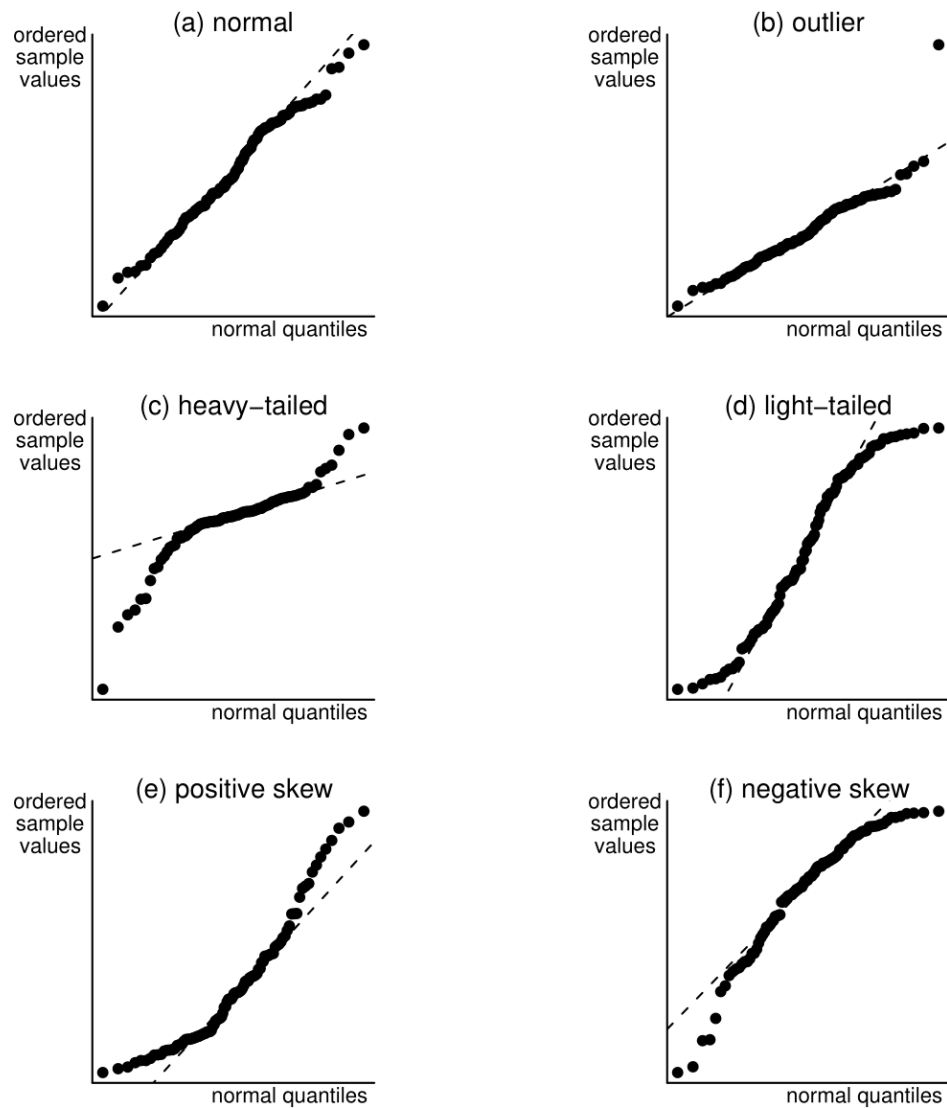 (a) normal
ordered
sample
values
normal quantiles
(b) outlier
ordered
sample
values
normal quantiles
(c) heavy−tailed
ordered
sample
values
normal quantiles
(d) light−tailed
ordered
sample
values
normal quantiles
(e) positive skew
ordered
sample
values
normal quantiles
(f) negative skew
ordered
sample
values
normal quantiles